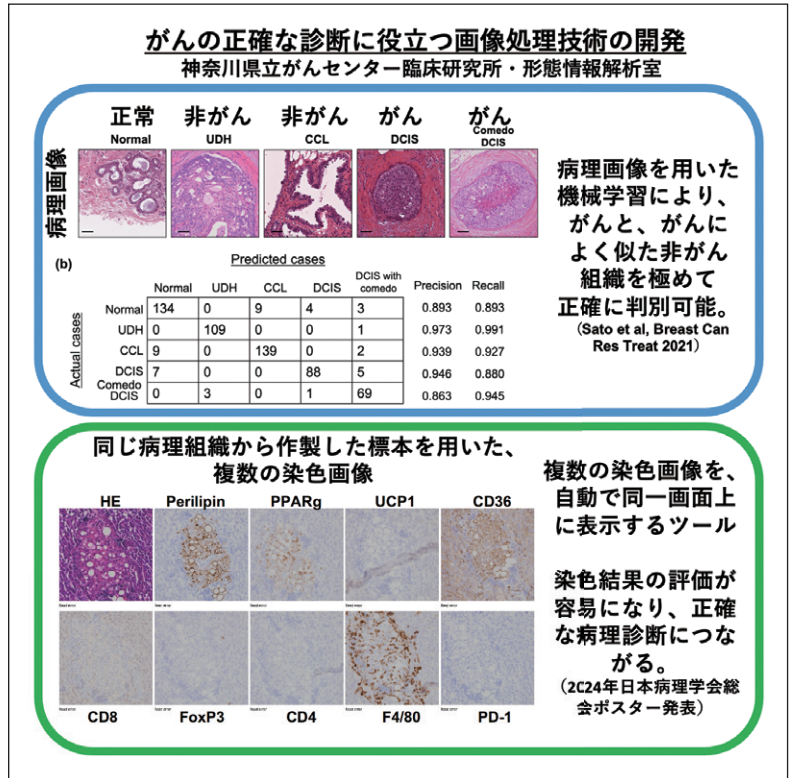 がんの正確な診断に役立つ画像処理技術の開発
神奈川県立がんセンター臨床研究所・形態情報解析室
正常 非がん 非がん がん がん
Normal UDH CCL DCIS Comedo DCIS
病理画像
病理画像を用いた
機械学習により、
がんと、がんに
よく似た非がん
組織を極めて
正確に判別可能。
(Sato et al, Breast Can
Res Treat 2021)
(b)
Predicted cases
Normal UDH CCL DCIS DCIS with comedo Precision Recall
Actual cases
Normal 134 0 9 4 3 0.893 0.893
UDH 0 109 0 0 1 0.973 0.991
CCL 9 0 139 0 2 0.939 0.927
DCIS 7 0 0 88 5 0.946 0.880
Comedo DCIS 0 3 0 1 69 0.863 0.945
同じ病理組織から作製した標本を用いた、
複数の染色画像
HE Perilipin PPARg UCP1 CD36
CD8 FoxP3 CD4 F4/80 PD-1
複数の染色画像を、
自動で同一画面上
に表示するツール
染色結果の評価が
容易になり、正確
な病理診断につな
がる。
(2024年日本病理学会総
会ポスター発表)